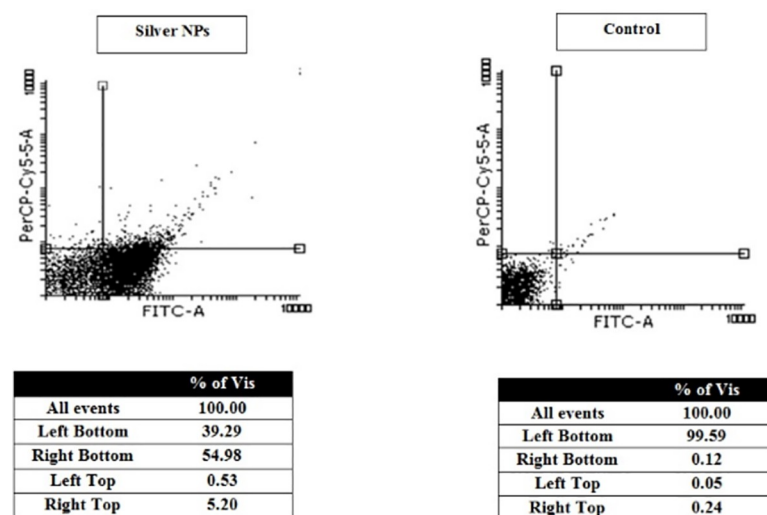 Silver NPs
Control
PerCP-Cy5-5-A
FITC-A
PerCP-Cy5-5-A
FITC-A
% of Vis
All events 100.00
Left Bottom 39.29
Right Bottom 54.98
Left Top 0.53
Right Top 5.20
% of Vis
All events 100.00
Left Bottom 99.59
Right Bottom 0.12
Left Top 0.05
Right Top 0.24